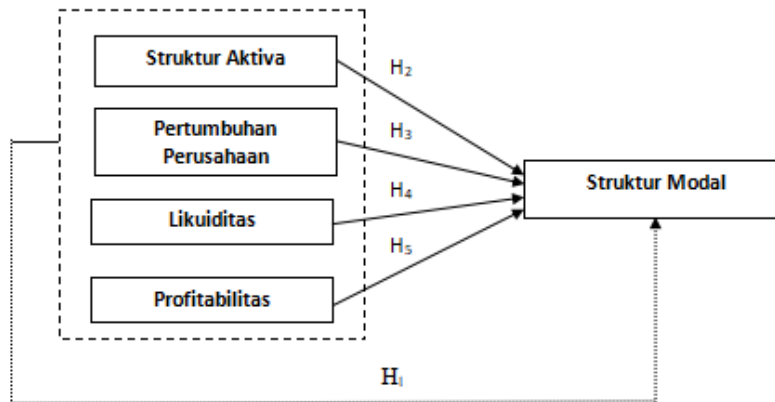 Struktur Aktiva
H₂
Pertumbuhan
Perusahaan
H₃
Struktur Modal
Likuiditas
H₄
Profitabilitas
H₅
H₁